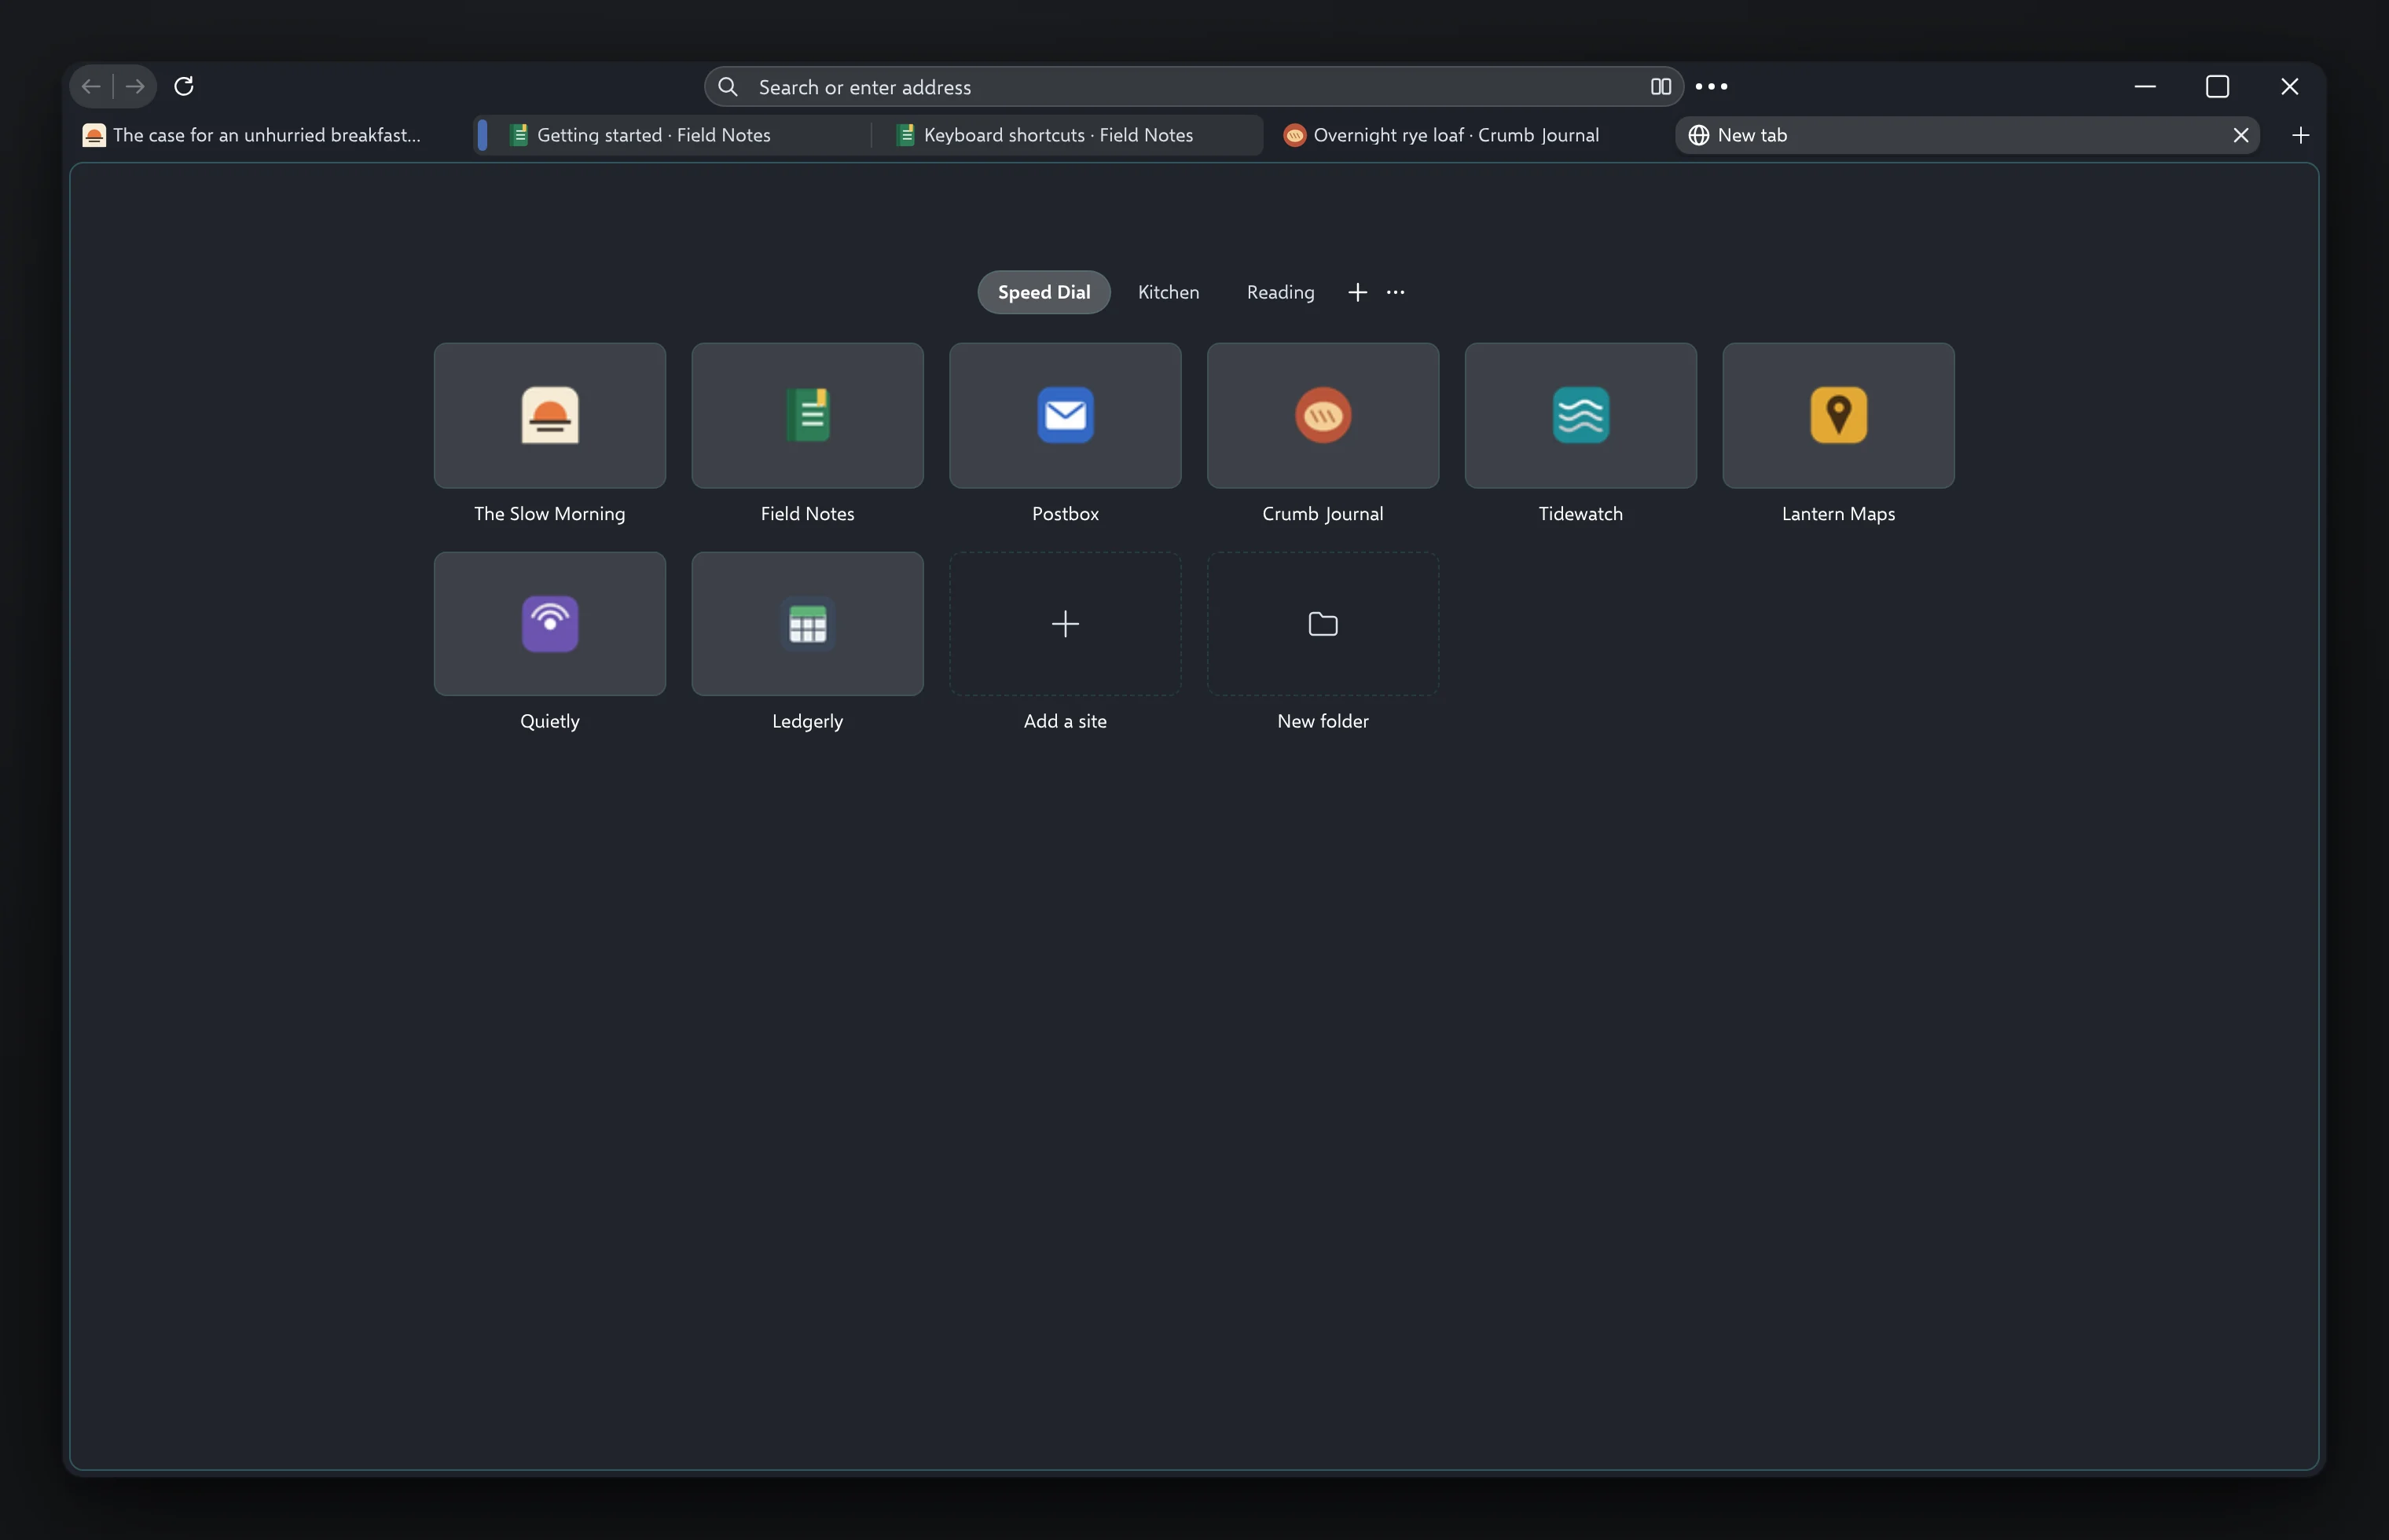 Search or enter address
The case for an unhurried breakfast...
Getting started · Field Notes
Keyboard shortcuts · Field Notes
Overnight rye loaf · Crumb Journal
New tab
Speed Dial
Kitchen
Reading
The Slow Morning
Field Notes
Postbox
Crumb Journal
Tidewatch
Lantern Maps
Quietly
Ledgerly
Add a site
New folder